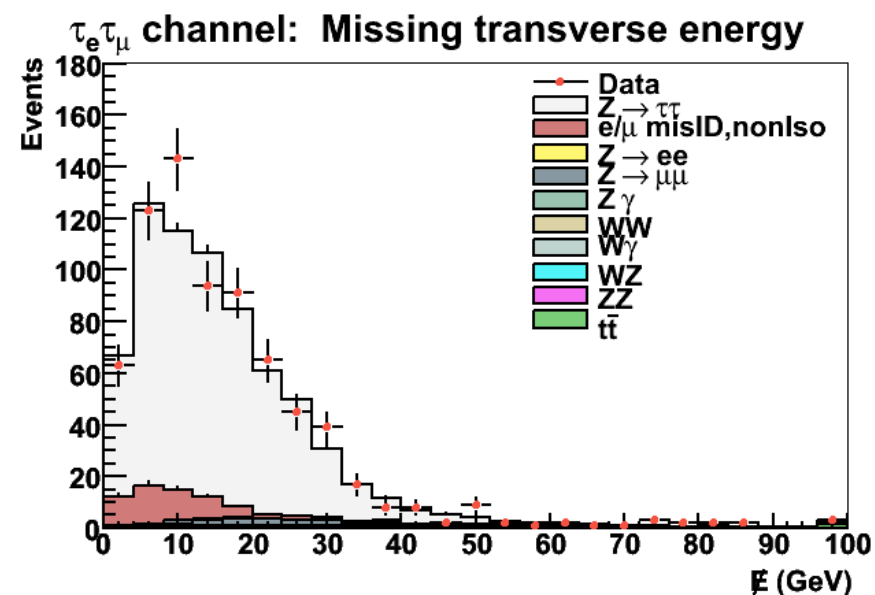 τeτμ channel: Missing transverse energy
Events
180
160
140
120
100
80
60
40
20
0
Data
Z → ττ
e/μ misID,nonIso
Z → ee
Z → μμ
Z γ
WW
Wγ
WZ
ZZ
tt̄
0 10 20 30 40 50 60 70 80 90 100
E̸ (GeV)